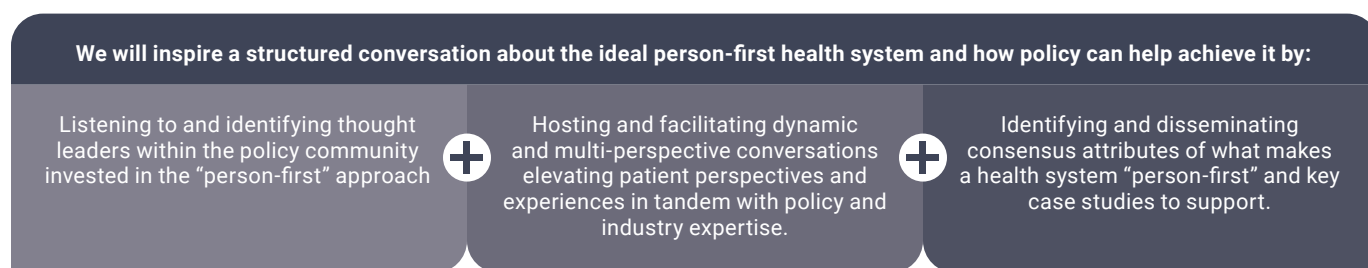 We will inspire a structured conversation about the ideal person-first health system and how policy can help achieve it by:
Listening to and identifying thought
leaders within the policy community
invested in the “person-first” approach
Hosting and facilitating dynamic
and multi-perspective conversations
elevating patient perspectives and
experiences in tandem with policy and
industry expertise.
Identifying and disseminating
consensus attributes of what makes
a health system “person-first” and key
case studies to support.